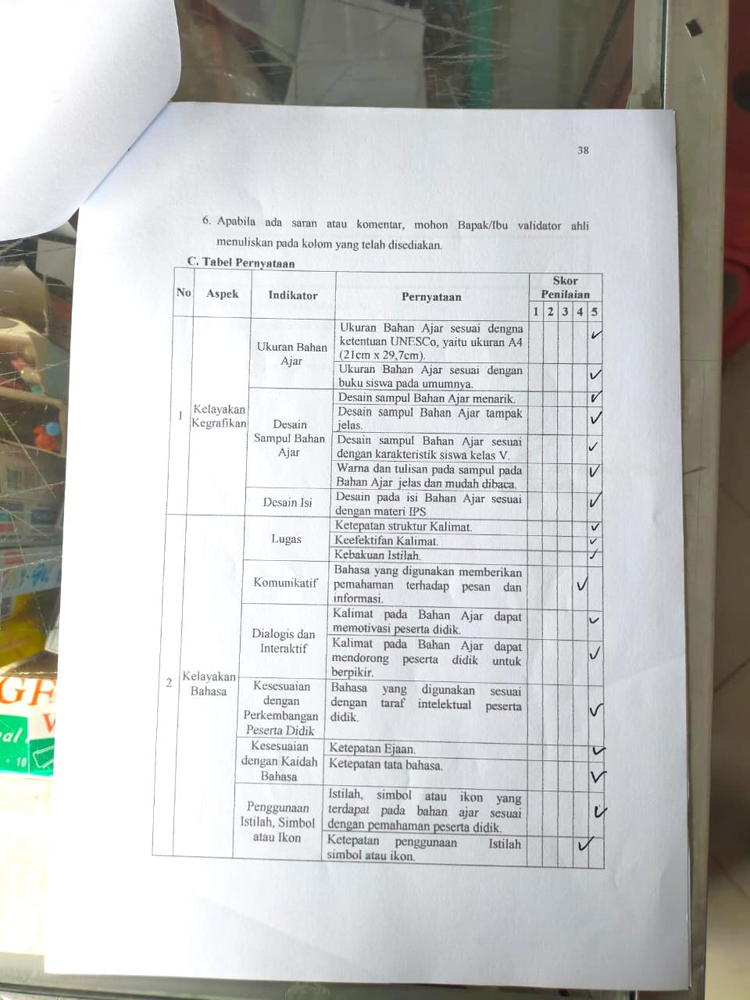 38
6. Apabila ada saran atau komentar, mohon Bapak/Ibu validator ahli
menuliskan pada kolom yang telah disediakan.
C. Tabel Pernyataan
No Aspek Indikator Pernyataan Skor
Penilaian
1 2 3 4 5
1 Kelayakan
Kegrafikan
Ukuran Bahan
Ajar
Ukuran Bahan Ajar sesuai dengna
ketentuan UNESCo, yaitu ukuran A4
(21cm x 29,7cm).
✓
Ukuran Bahan Ajar sesuai dengan
buku siswa pada umumnya.
✓
Desain
Sampul Bahan
Ajar
Desain sampul Bahan Ajar menarik. ✓
Desain sampul Bahan Ajar tampak
jelas.
✓
Desain sampul Bahan Ajar sesuai
dengan karakteristik siswa kelas V.
✓
Warna dan tulisan pada sampul pada
Bahan Ajar jelas dan mudah dibaca.
✓
Desain Isi
Desain pada isi Bahan Ajar sesuai
dengan materi IPS
✓
2 Kelayakan
Bahasa
Lugas
Ketepatan struktur Kalimat. ✓
Keefektifan Kalimat. ✓
Kebakuan Istilah. ✓
Komunikatif
Bahasa yang digunakan memberikan
pemahaman terhadap pesan dan
informasi.
✓
Dialogis dan
Interaktif
Kalimat pada Bahan Ajar dapat
memotivasi peserta didik.
✓
Kalimat pada Bahan Ajar dapat
mendorong peserta didik untuk
berpikir.
✓
Kesesuaian
dengan
Perkembangan
Peserta Didik
Bahasa yang digunakan sesuai
dengan taraf intelektual peserta
didik.
✓
Kesesuaian
dengan Kaidah
Bahasa
Ketepatan Ejaan. ✓
Ketepatan tata bahasa. ✓
Penggunaan
Istilah, Simbol
atau Ikon
Istilah, simbol atau ikon yang
terdapat pada bahan ajar sesuai
dengan pemahaman peserta didik.
✓
Ketepatan penggunaan Istilah
simbol atau ikon.
✓